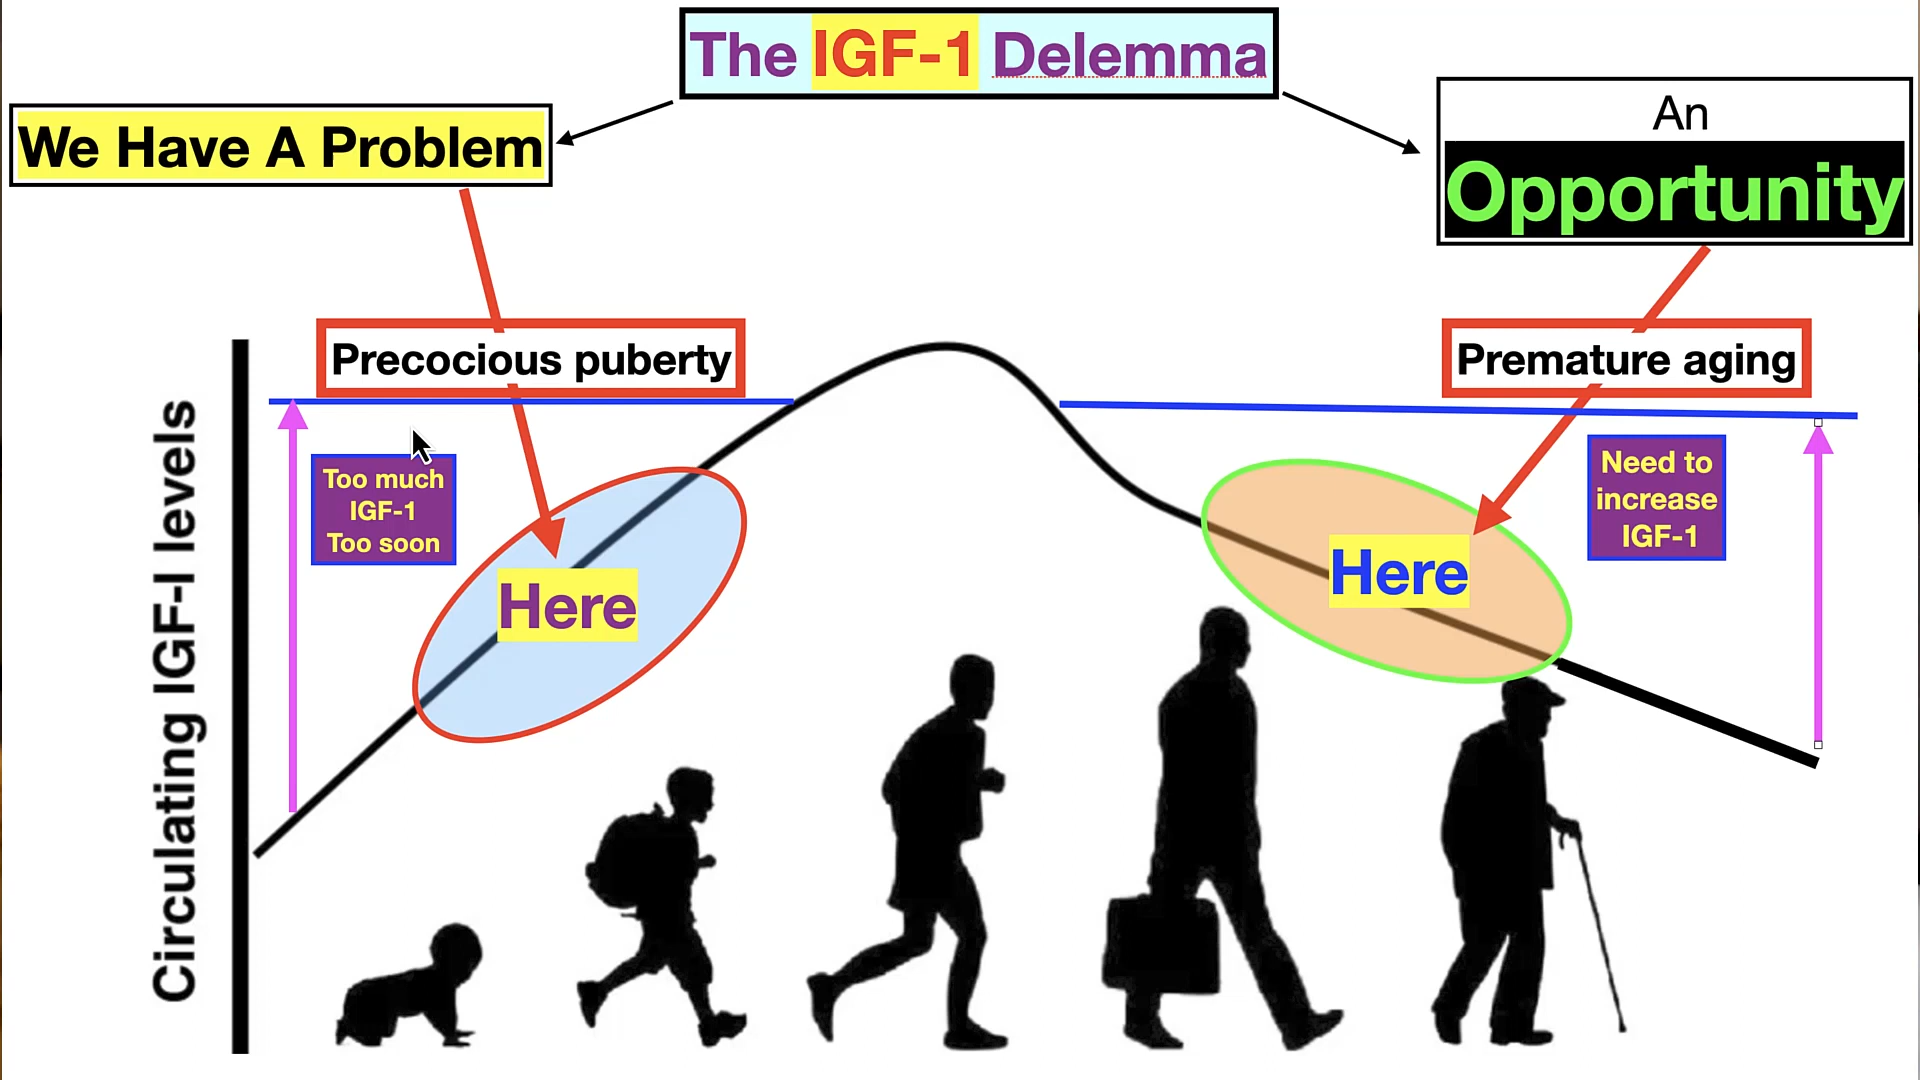 The IGF-1 Delemma
We Have A Problem
An
Opportunity
Precocious puberty
Premature aging
Too much
IGF-1
Too soon
Need to
increase
IGF-1
Here
Here
Circulating IGF-I levels